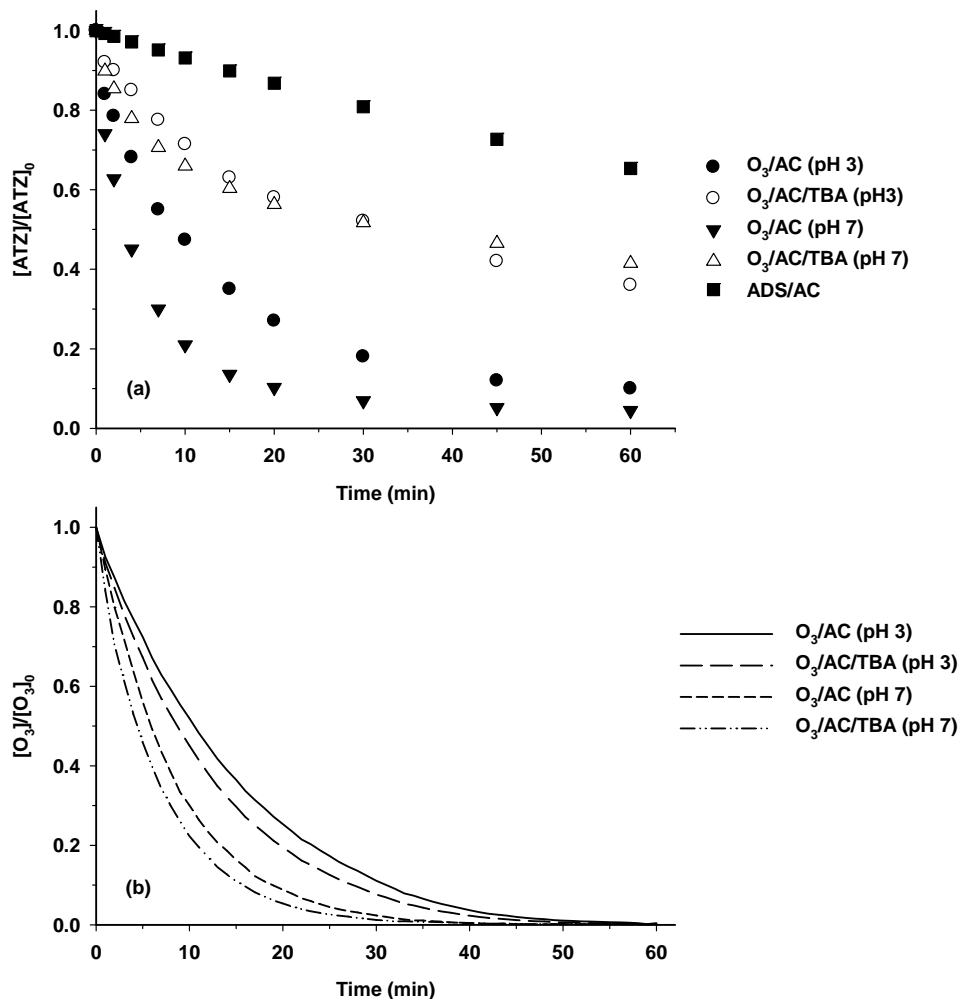 1.0
0.8
0.6
0.4
0.2
0.0
[ATZ]/[ATZ]₀
(a)
0 10 20 30 40 50 60
Time (min)
O₃/AC (pH 3)
O₃/AC/TBA (pH3)
O₃/AC (pH 7)
O₃/AC/TBA (pH 7)
ADS/AC
1.0
0.8
0.6
0.4
0.2
0.0
[O₃]/[O₃]₀
(b)
0 10 20 30 40 50 60
Time (min)
O₃/AC (pH 3)
O₃/AC/TBA (pH 3)
O₃/AC (pH 7)
O₃/AC/TBA (pH 7)